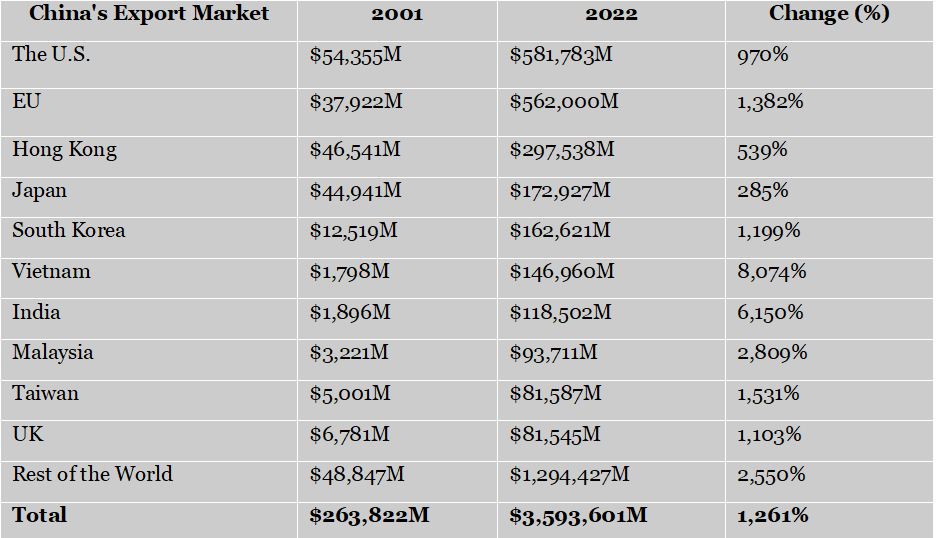 China's Export Market 2001 2022 Change (%)
The U.S. $54,355M $581,783M 970%
EU $37,922M $562,000M 1,382%
Hong Kong $46,541M $297,538M 539%
Japan $44,941M $172,927M 285%
South Korea $12,519M $162,621M 1,199%
Vietnam $1,798M $146,960M 8,074%
India $1,896M $118,502M 6,150%
Malaysia $3,221M $93,711M 2,809%
Taiwan $5,001M $81,587M 1,531%
UK $6,781M $81,545M 1,103%
Rest of the World $48,847M $1,294,427M 2,550%
Total $263,822M $3,593,601M 1,261%